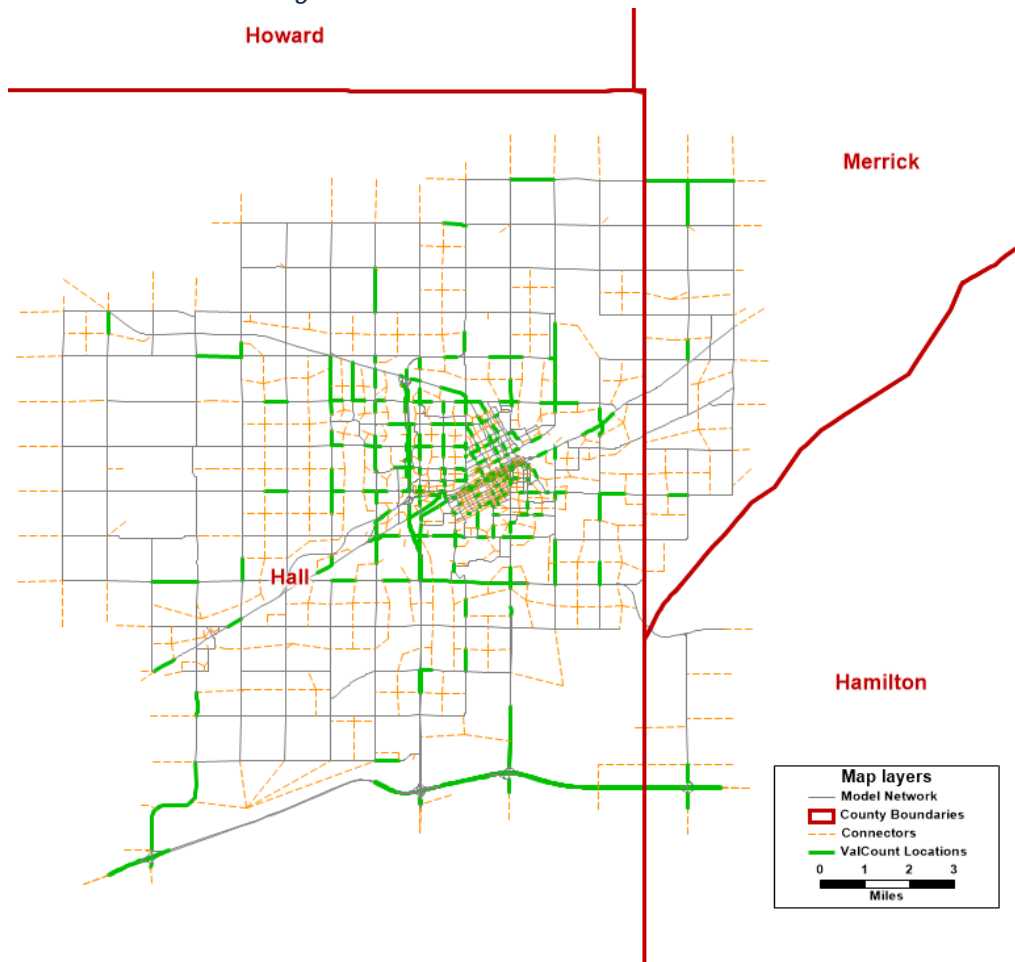 Howard
Merrick
Hall
Hamilton
Map layers
Model Network
County Boundaries
Connectors
ValCount Locations
0 1 2 3
Miles